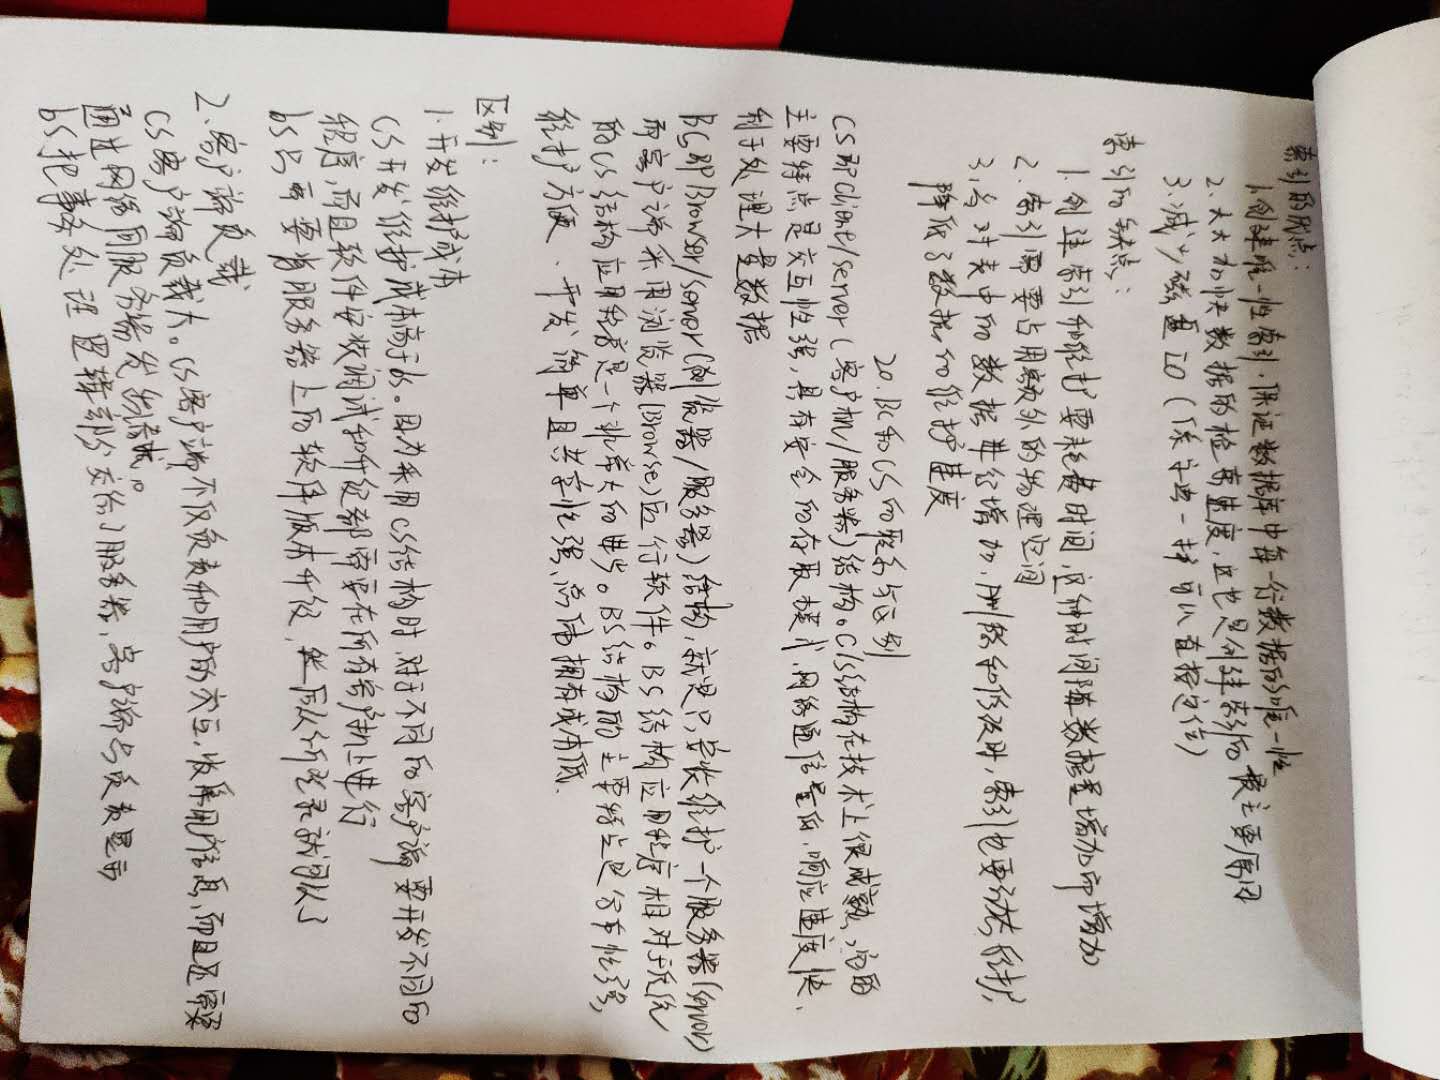 索引的优点:
1.创建唯一性索引,保证数据库中每一行数据的唯一性
2.大大加快数据的检索速度,这也是创建索引的最主要原因
3.减少磁盘IO(像字典一样可以直接定位)
索引的缺点:
1.创建索引和维护要耗费时间,这种时间随数据量增加而增加
2.索引需要占用额外的物理空间
3.当对表中的数据进行增加,删除和修改时,索引也要动态维护,
降低了数据的维护速度
20.BC和CS的联系与区别
CS即Client/server(客户机/服务器)结构。C/S结构在技术上很成熟,
主要特点是交互性强,具有安全的存取模式,网络通信量低,响应速度快、
利于处理大量数据
BS即Browser/server(浏览器/服务器)结构,就是只安装维护一个服务器(server)
而客户端采用浏览器(Browse)运行软件。BS结构应用程序相对于传统
的CS结构应用程序是一个非常大的进步。BS结构的主要特点是分布性强,
维护方便、开发简单且共享性强、总体拥有成本低.
区别:
1.开发维护成本
CS开发维护成本高于bs。因为采用CS结构时,对于不同的客户端要开发不同的
程序,而且软件安装调试和升级都需要在所有客户机上进行
bs只需要将服务器上的软件版本升级,然后从新登录就可以了
2.客户端负载
CS客户端负载大。CS客户端不仅负责和用户的交互,收集用户信息,而且还需要
通过网络向服务器发出请求。
bS把事务处理逻辑部分交给了服务器,客户端只负责显示